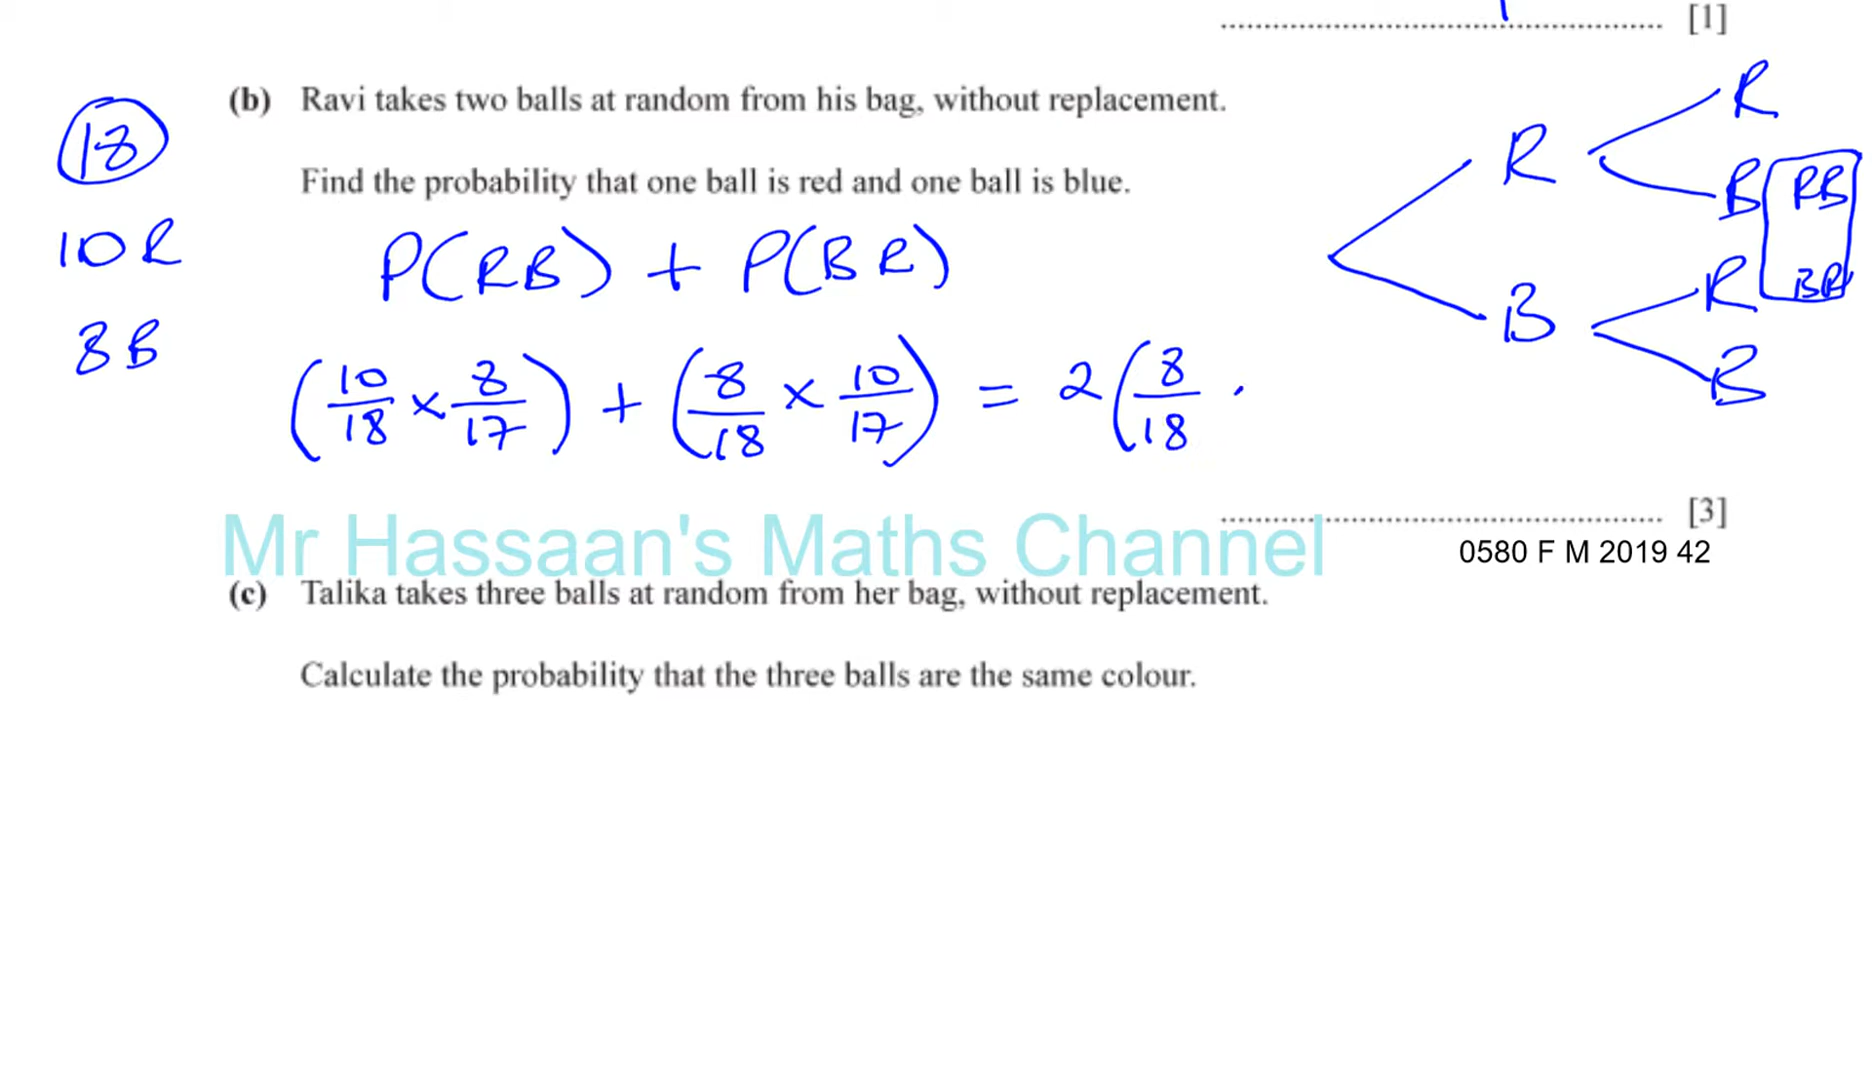 [1]
(b) Ravi takes two balls at random from his bag, without replacement.
18
Find the probability that one ball is red and one ball is blue.
10R
8B
P(RB) + P(BR)
(10/18 × 8/17) + (8/18 × 10/17) = 2(8/18 .
R
R
B
RB
B
R
BR
B
[3]
Mr Hassaan's Maths Channel
0580 F M 2019 42
(c) Talika takes three balls at random from her bag, without replacement.
Calculate the probability that the three balls are the same colour.